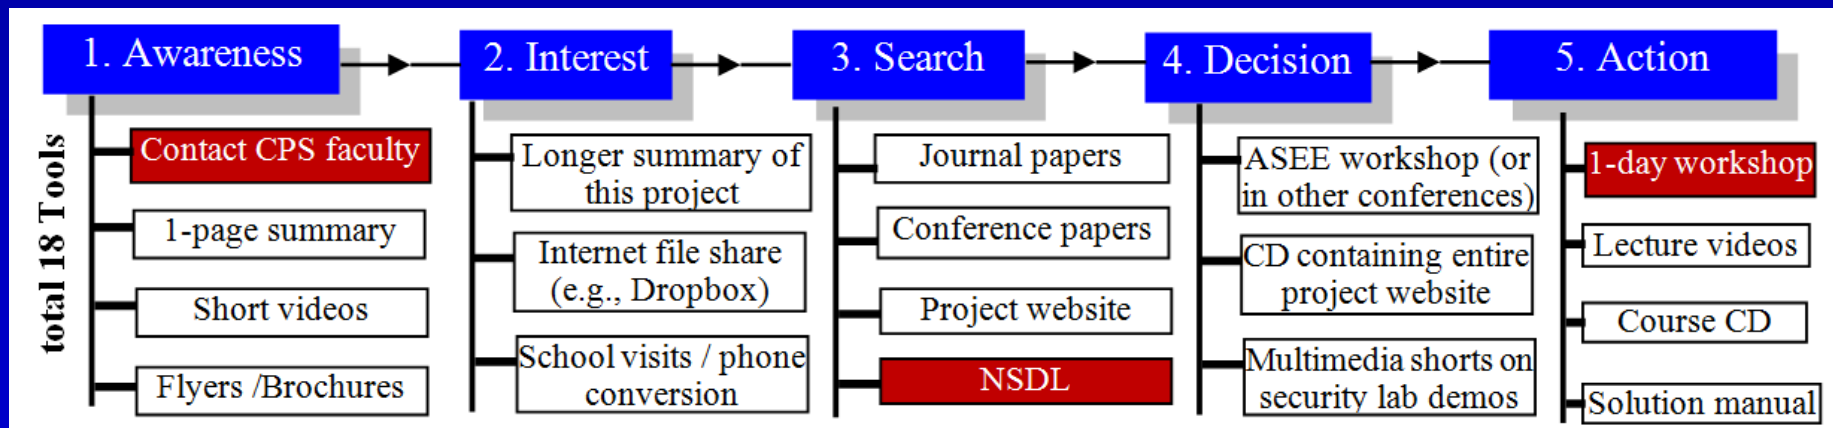 1. Awareness
2. Interest
3. Search
4. Decision
5. Action
total 18 Tools
Contact CPS faculty
1-page summary
Short videos
Flyers /Brochures
Longer summary of
this project
Internet file share
(e.g., Dropbox)
School visits / phone
conversion
Journal papers
Conference papers
Project website
NSDL
ASEE workshop (or
in other conferences)
CD containing entire
project website
Multimedia shorts on
security lab demos
1-day workshop
Lecture videos
Course CD
Solution manual